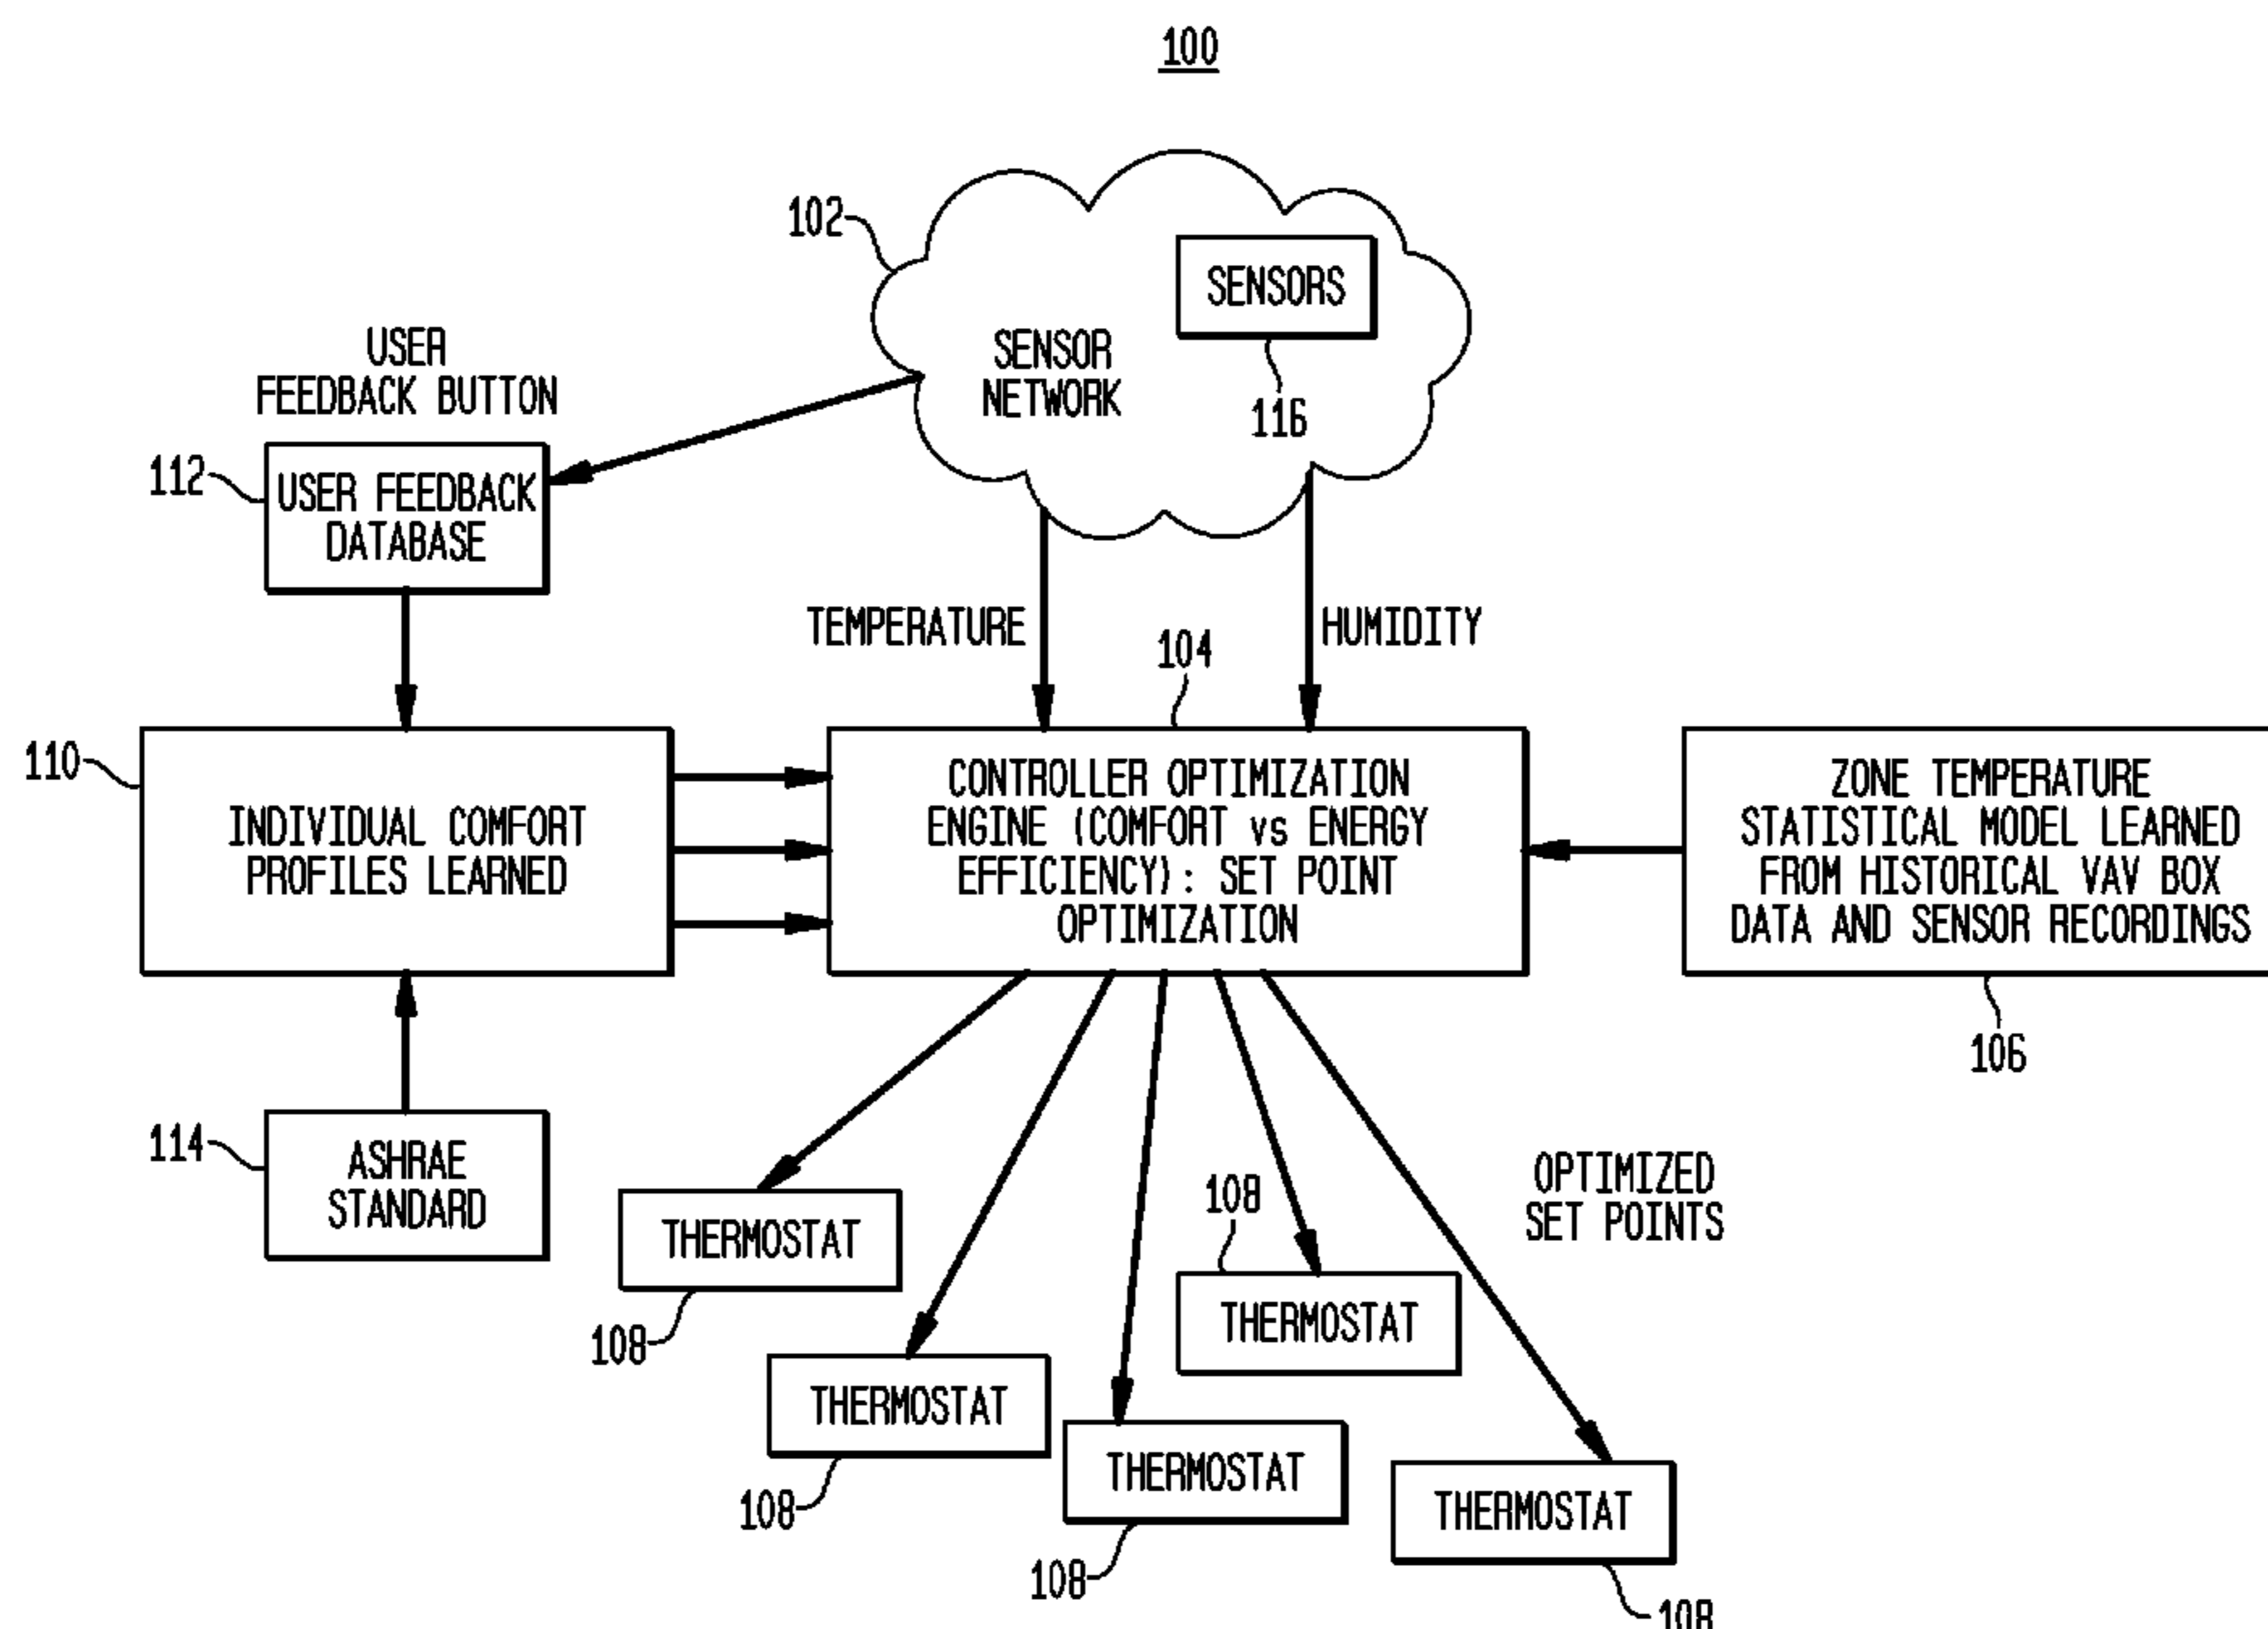 100
102
SENSORS
SENSOR
NETWORK
116
USER
FEEDBACK BUTTON
112
USER FEEDBACK
DATABASE
TEMPERATURE
HUMIDITY
104
110
INDIVIDUAL COMFORT
PROFILES LEARNED
CONTROLLER OPTIMIZATION
ENGINE (COMFORT vs ENERGY
EFFICIENCY): SET POINT
OPTIMIZATION
ZONE TEMPERATURE
STATISTICAL MODEL LEARNED
FROM HISTORICAL VAV BOX
DATA AND SENSOR RECORDINGS
106
114
ASHRAE
STANDARD
OPTIMIZED
SET POINTS
THERMOSTAT
108
108
THERMOSTAT
THERMOSTAT
108
THERMOSTAT
108
THERMOSTAT
108